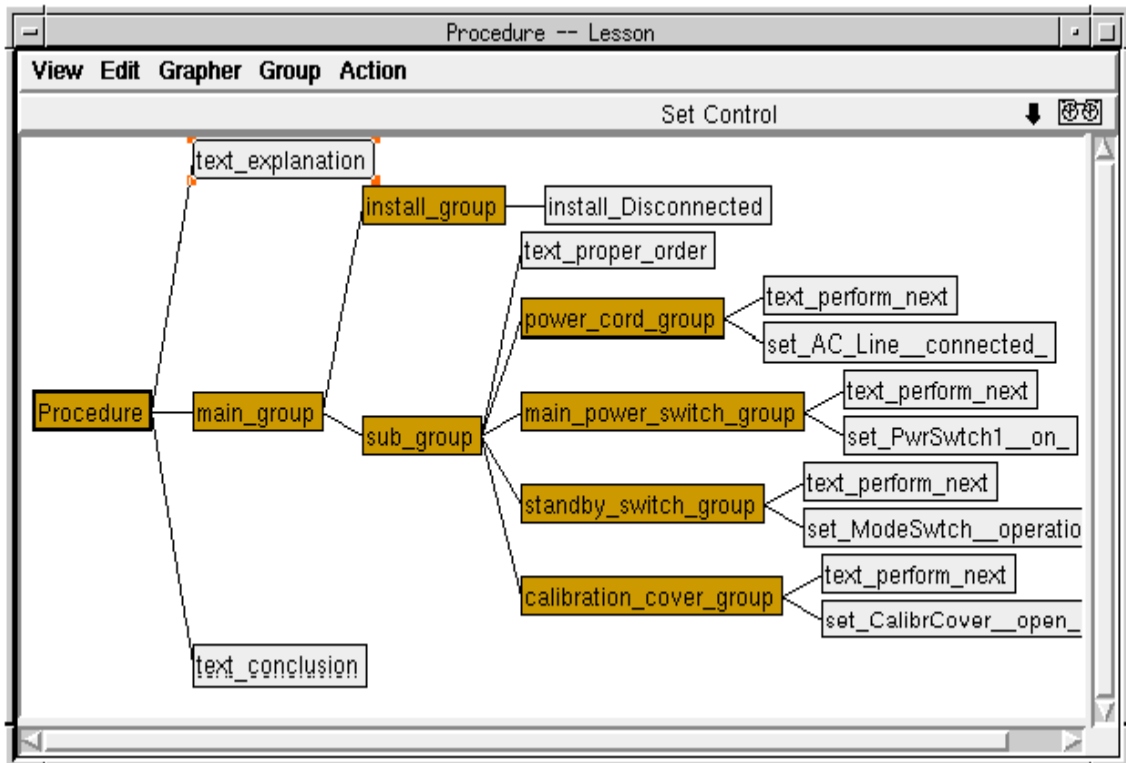 Procedure -- Lesson
View Edit Grapher Group Action
Set Control
text_explanation
install_group
install_Disconnected
text_proper_order
power_cord_group
text_perform_next
set_AC_Line__connected_
Procedure
main_group
sub_group
main_power_switch_group
text_perform_next
set_PwrSwtch1__on_
standby_switch_group
text_perform_next
set_ModeSwtch__operatio
calibration_cover_group
text_perform_next
set_CalibrCover__open_
text_conclusion